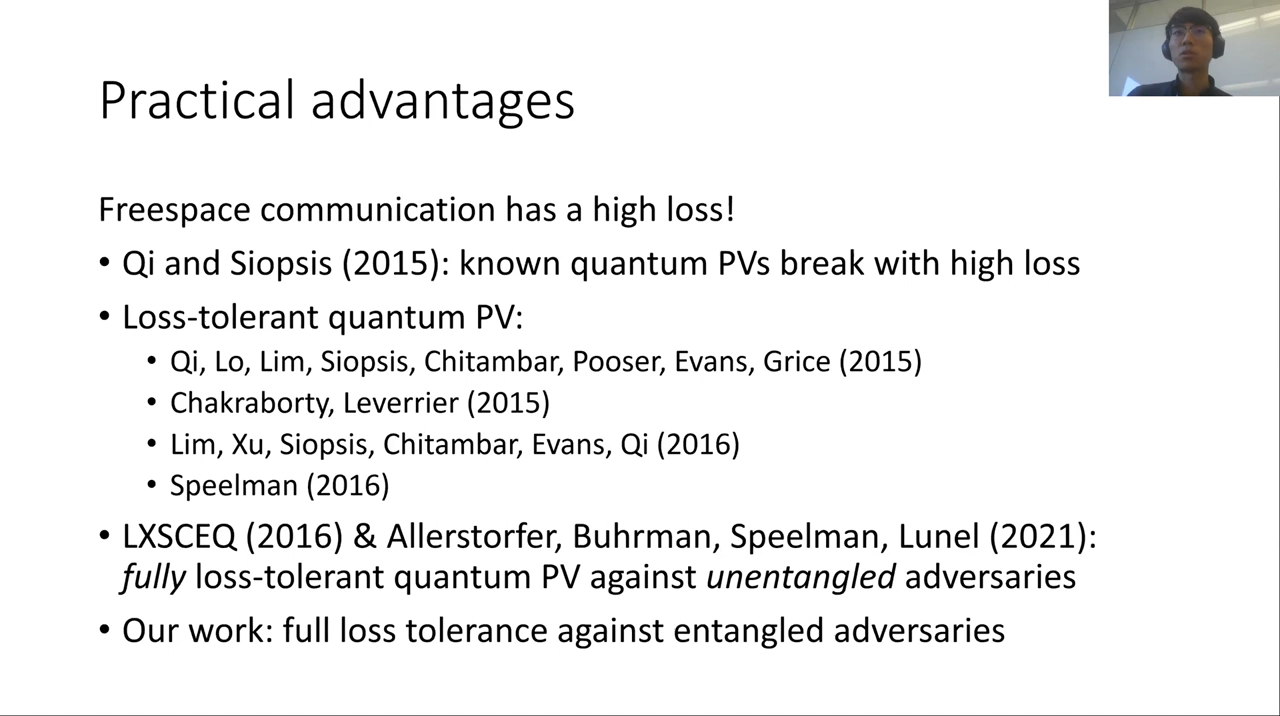 Practical advantages
Freespace communication has a high loss!
• Qi and Siopsis (2015): known quantum PVs break with high loss
• Loss-tolerant quantum PV:
• Qi, Lo, Lim, Siopsis, Chitambar, Pooser, Evans, Grice (2015)
• Chakraborty, Leverrier (2015)
• Lim, Xu, Siopsis, Chitambar, Evans, Qi (2016)
• Speelman (2016)
• LXSCEQ (2016) & Allerstorfer, Buhrman, Speelman, Lunel (2021):
fully loss-tolerant quantum PV against unentangled adversaries
• Our work: full loss tolerance against entangled adversaries